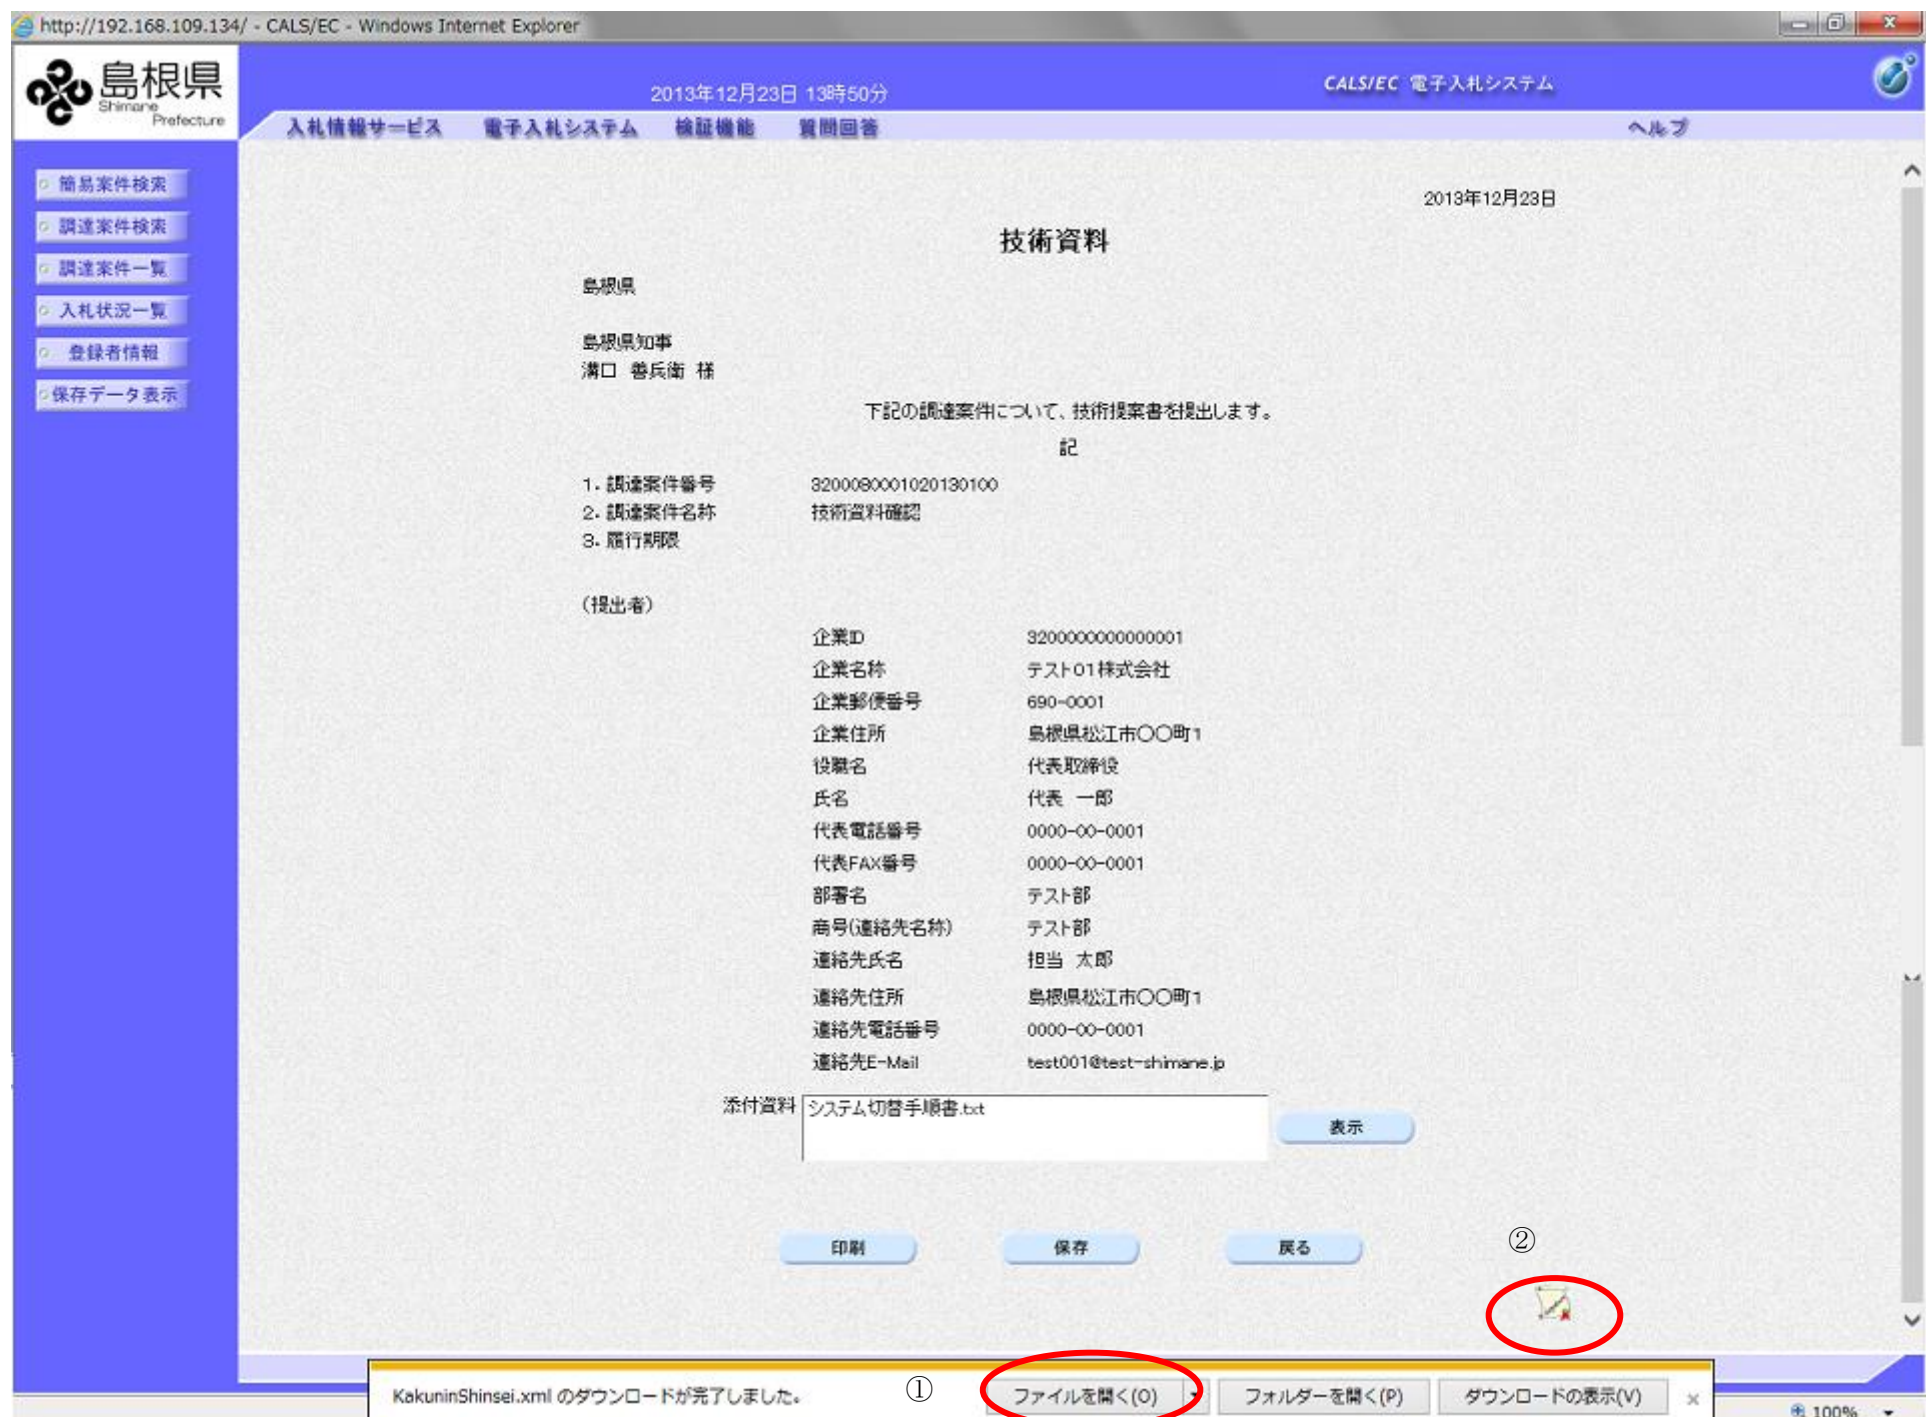 http://192.168.109.134/ - CALS/EC - Windows Internet Explorer
島根県
Shimane
Prefecture
2013年12月23日 13時50分
CALS/EC 電子入札システム
入札情報サービス 電子入札システム 検証機能 質問回答 ヘルプ
簡易案件検索
調達案件検索
調達案件一覧
入札状況一覧
登録者情報
保存データ表示
2013年12月23日
技術資料
島根県
島根県知事
溝口 善兵衛 様
下記の調達案件について、技術提案書を提出します。
記
1. 調達案件番号 3200080001020130100
2. 調達案件名称 技術資料確認
3. 履行期限
(提出者)
企業ID 3200000000000001
企業名称 テスト01株式会社
企業郵便番号 690-0001
企業住所 島根県松江市〇〇町1
役職名 代表取締役
氏名 代表 一郎
代表電話番号 0000-00-0001
代表FAX番号 0000-00-0001
部署名 テスト部
商号(連絡先名称) テスト部
連絡先氏名 担当 太郎
連絡先住所 島根県松江市〇〇町1
連絡先電話番号 0000-00-0001
連絡先E-Mail test001@test-shimane.jp
添付資料 システム切替手順書.txt
表示
印刷 保存 戻る
②
KakuninShinsei.xml のダウンロードが完了しました。 ① ファイルを開く(O) フォルダーを開く(P) ダウンロードの表示(V) ×
100%